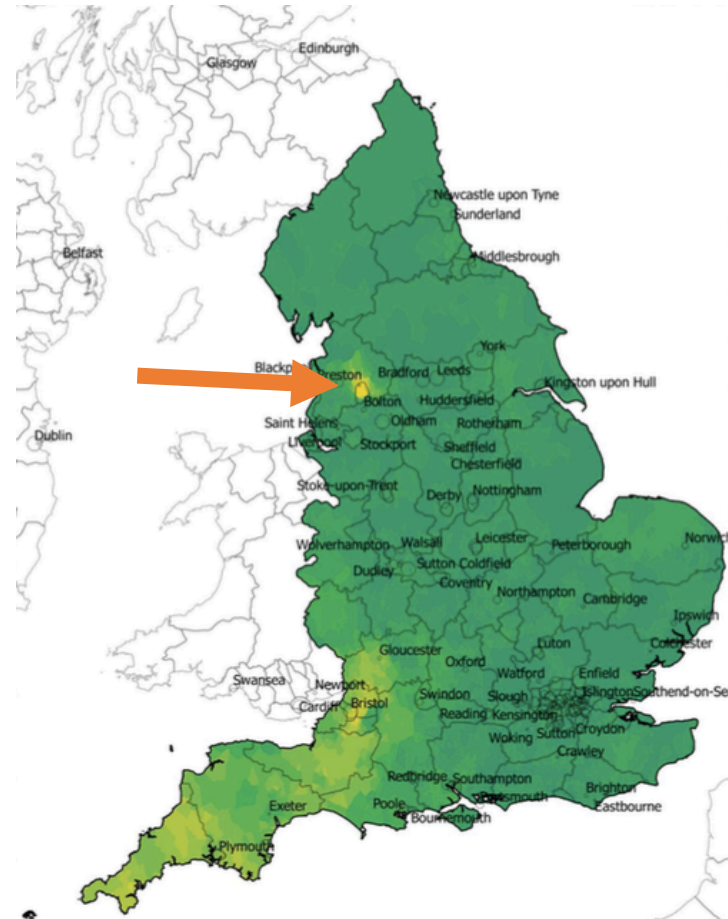 Edinburgh
Glasgow
Newcastle upon Tyne
Sunderland
Belfast
Middlesbrough
York
Preston
Bradford
Leeds
Kingston upon Hull
Bolton
Huddersfield
Saint Helens
Oldham
Rotherham
Dublin
Liverpool
Stockport
Sheffield
Chesterfield
Stoke-upon-Trent
Derby
Nottingham
Wolverhampton
Walsall
Leicester
Peterborough
Norwich
Dudley
Sutton Coldfield
Coventry
Northampton
Cambridge
Ipswich
Gloucester
Luton
Colchester
Oxford
Swansea
Newport
Watford
Enfield
Cardiff
Bristol
Swindon
Slough
Islington
Southend-on-Se
Reading
Kensington
Woking
Sutton
Croydon
Crawley
Redbridge
Southampton
Exeter
Poole
Portsmouth
Brighton
Bournemouth
Eastbourne
Plymouth